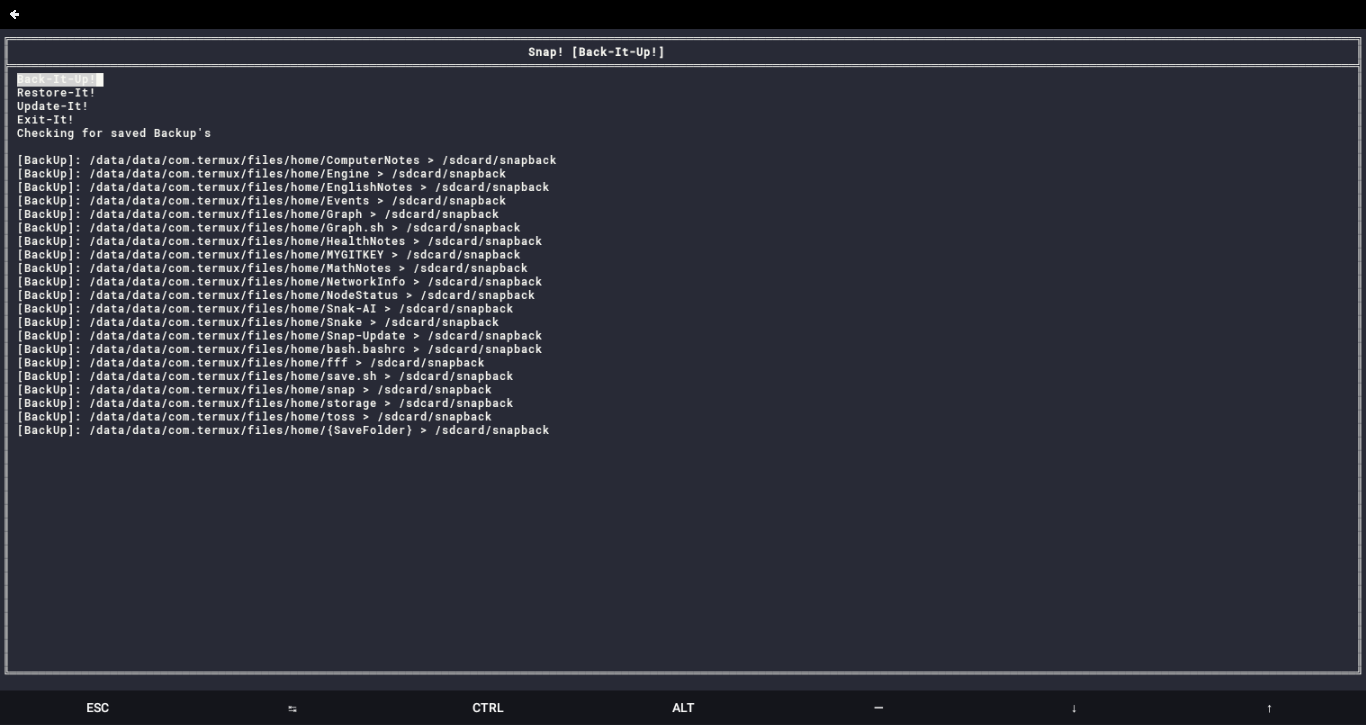 Snap! [Back-It-Up!]
Back-It-Up!
Restore-It!
Update-It!
Exit-It!
Checking for saved Backup's
[BackUp]: /data/data/com.termux/files/home/ComputerNotes > /sdcard/snapback
[BackUp]: /data/data/com.termux/files/home/Engine > /sdcard/snapback
[BackUp]: /data/data/com.termux/files/home/EnglishNotes > /sdcard/snapback
[BackUp]: /data/data/com.termux/files/home/Events > /sdcard/snapback
[BackUp]: /data/data/com.termux/files/home/Graph > /sdcard/snapback
[BackUp]: /data/data/com.termux/files/home/Graph.sh > /sdcard/snapback
[BackUp]: /data/data/com.termux/files/home/HealthNotes > /sdcard/snapback
[BackUp]: /data/data/com.termux/files/home/MYGITKEY > /sdcard/snapback
[BackUp]: /data/data/com.termux/files/home/MathNotes > /sdcard/snapback
[BackUp]: /data/data/com.termux/files/home/NetworkInfo > /sdcard/snapback
[BackUp]: /data/data/com.termux/files/home/NodeStatus > /sdcard/snapback
[BackUp]: /data/data/com.termux/files/home/Snak-AI > /sdcard/snapback
[BackUp]: /data/data/com.termux/files/home/Snake > /sdcard/snapback
[BackUp]: /data/data/com.termux/files/home/Snap-Update > /sdcard/snapback
[BackUp]: /data/data/com.termux/files/home/bash.bashrc > /sdcard/snapback
[BackUp]: /data/data/com.termux/files/home/fff > /sdcard/snapback
[BackUp]: /data/data/com.termux/files/home/save.sh > /sdcard/snapback
[BackUp]: /data/data/com.termux/files/home/snap > /sdcard/snapback
[BackUp]: /data/data/com.termux/files/home/storage > /sdcard/snapback
[BackUp]: /data/data/com.termux/files/home/toss > /sdcard/snapback
[BackUp]: /data/data/com.termux/files/home/{SaveFolder} > /sdcard/snapback
ESC ⇆ CTRL ALT — ↓ ↑